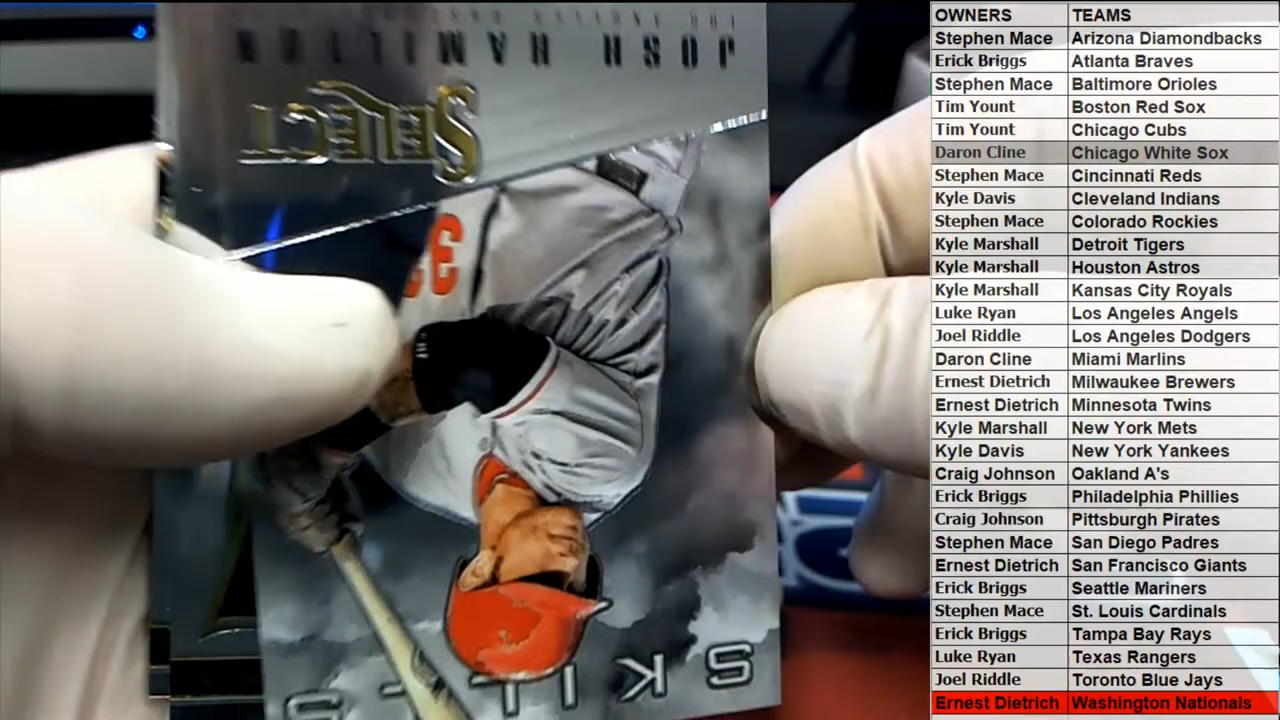 LOS ANGELES
JOSH HAMILTON
SELECT
32
SKILLS
OWNERS TEAMS
Stephen Mace Arizona Diamondbacks
Erick Briggs Atlanta Braves
Stephen Mace Baltimore Orioles
Tim Yount Boston Red Sox
Tim Yount Chicago Cubs
Daron Cline Chicago White Sox
Stephen Mace Cincinnati Reds
Kyle Davis Cleveland Indians
Stephen Mace Colorado Rockies
Kyle Marshall Detroit Tigers
Kyle Marshall Houston Astros
Kyle Marshall Kansas City Royals
Luke Ryan Los Angeles Angels
Joel Riddle Los Angeles Dodgers
Daron Cline Miami Marlins
Ernest Dietrich Milwaukee Brewers
Ernest Dietrich Minnesota Twins
Kyle Marshall New York Mets
Kyle Davis New York Yankees
Craig Johnson Oakland A's
Erick Briggs Philadelphia Phillies
Craig Johnson Pittsburgh Pirates
Stephen Mace San Diego Padres
Ernest Dietrich San Francisco Giants
Erick Briggs Seattle Mariners
Stephen Mace St. Louis Cardinals
Erick Briggs Tampa Bay Rays
Luke Ryan Texas Rangers
Joel Riddle Toronto Blue Jays
Ernest Dietrich Washington Nationals